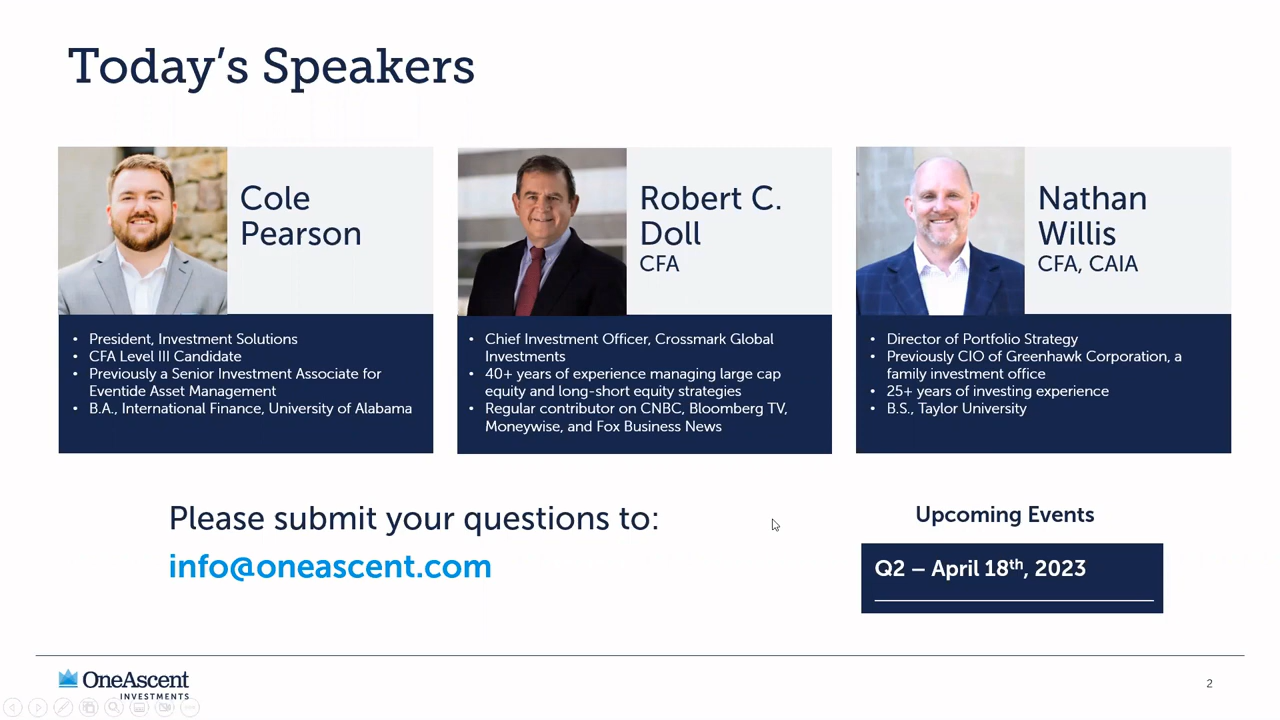 Today's Speakers
Cole
Pearson
• President, Investment Solutions
• CFA Level III Candidate
• Previously a Senior Investment Associate for
Eventide Asset Management
• B.A., International Finance, University of Alabama
Robert C.
Doll
CFA
• Chief Investment Officer, Crossmark Global
Investments
• 40+ years of experience managing large cap
equity and long-short equity strategies
• Regular contributor on CNBC, Bloomberg TV,
Moneywise, and Fox Business News
Nathan
Willis
CFA, CAIA
• Director of Portfolio Strategy
• Previously CIO of Greenhawk Corporation, a
family investment office
• 25+ years of investing experience
• B.S., Taylor University
Please submit your questions to:
info@oneascent.com
Upcoming Events
Q2 – April 18th, 2023
OneAscent
INVESTMENTS
2